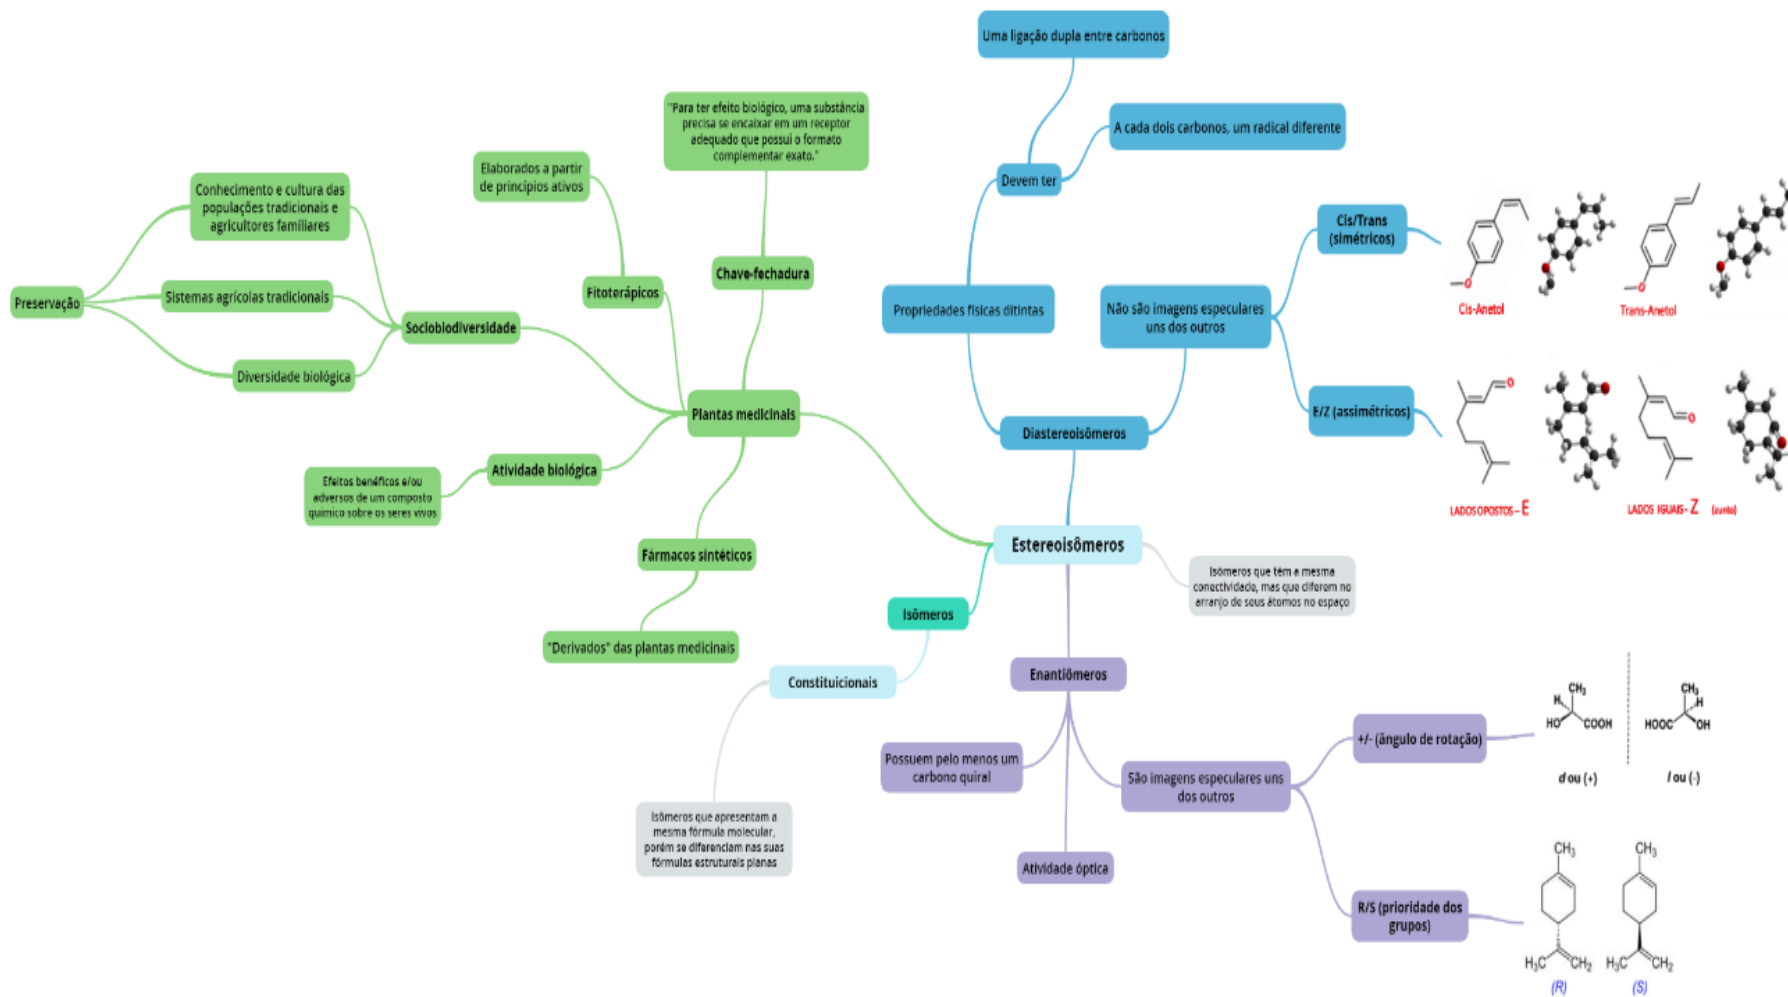 Uma ligação dupla entre carbonos
"Para ter efeito biológico, uma substância
precisa se encaixar em um receptor
adequado que possui o formato
complementar exato."
A cada dois carbonos, um radical diferente
Elaborados a partir
de princípios ativos
Devem ter
Conhecimento e cultura das
populações tradicionais e
agricultores familiares
Cis/Trans
(simétricos)
Chave-fechadura
Fitoterápicos
Preservação
Sistemas agrícolas tradicionais
Sociobiodiversidade
Propriedades físicas ditintas
Não são imagens especulares
uns dos outros
O
Cis-Anetol
O
Trans-Anetol
Diversidade biológica
Plantas medicinais
E/Z (assimétricos)
O
O
Diastereoisômeros
Atividade biológica
Efeitos benéficos e/ou
adversos de um composto
químico sobre os seres vivos
LADOS OPOSTOS – E
LADOS IGUAIS- Z (zunto)
Fármacos sintéticos
Estereoisômeros
Isômeros que têm a mesma
conectividade, mas que diferem no
arranjo de seus átomos no espaço
Isômeros
"Derivados" das plantas medicinais
Constituicionais
Enantiômeros
CH₃
H
HO
COOH
CH₃
H
HOOC
OH
+/- (ângulo de rotação)
Possuem pelo menos um
carbono quiral
São imagens especulares uns
dos outros
d ou (+)
l ou (-)
Isômeros que apresentam a
mesma fórmula molecular,
porém se diferenciam nas suas
fórmulas estruturais planas
Atividade óptica
R/S (prioridade dos
grupos)
CH₃
H₃C
CH₂
(R)
CH₃
H₃C
CH₂
(S)